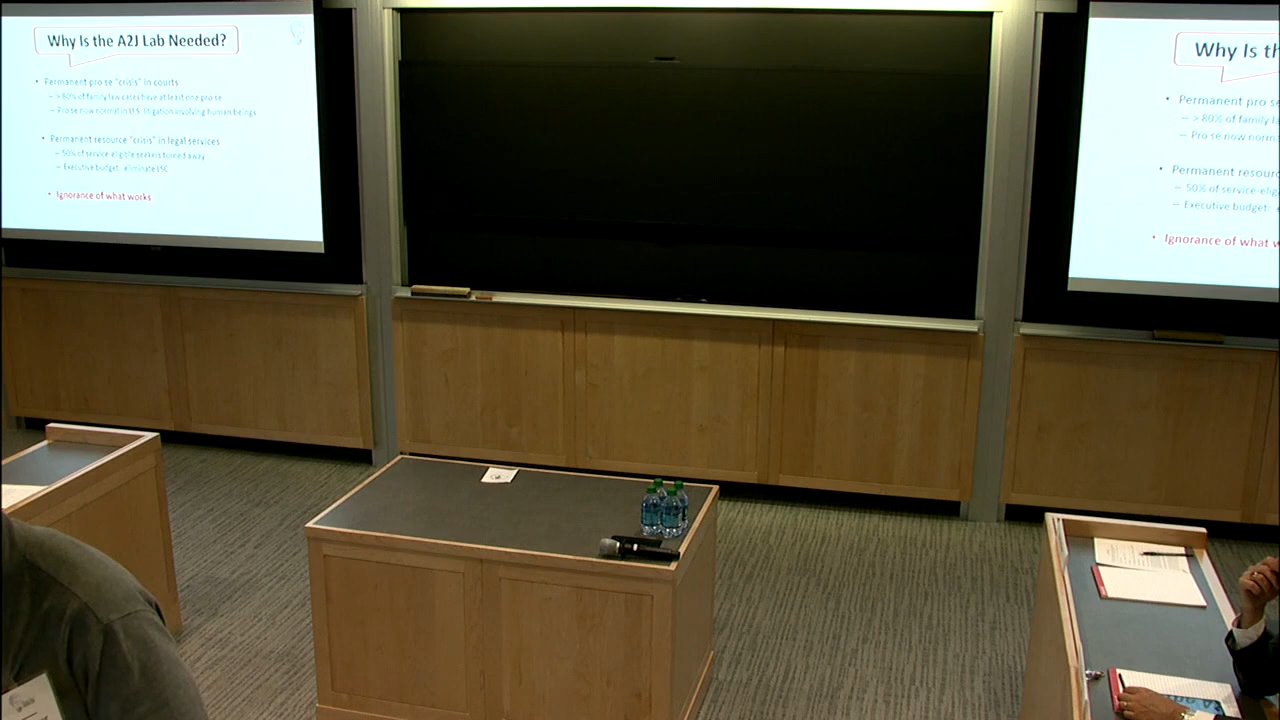 Why Is the A2J Lab Needed?
• Permanent pro se "crisis" in courts
– > 80% of family law cases have at least one pro se
– Pro se now normal in U.S. litigation involving human beings
• Permanent resource "crisis" in legal services
– 50% of service-eligible seekers turned away
– Executive budget: eliminate LSC
• Ignorance of what works
Why Is th
• Permanent pro se
– > 80% of family l
– Pro se now norma
• Permanent resour
– 50% of service-elig
– Executive budget:
• Ignorance of what w